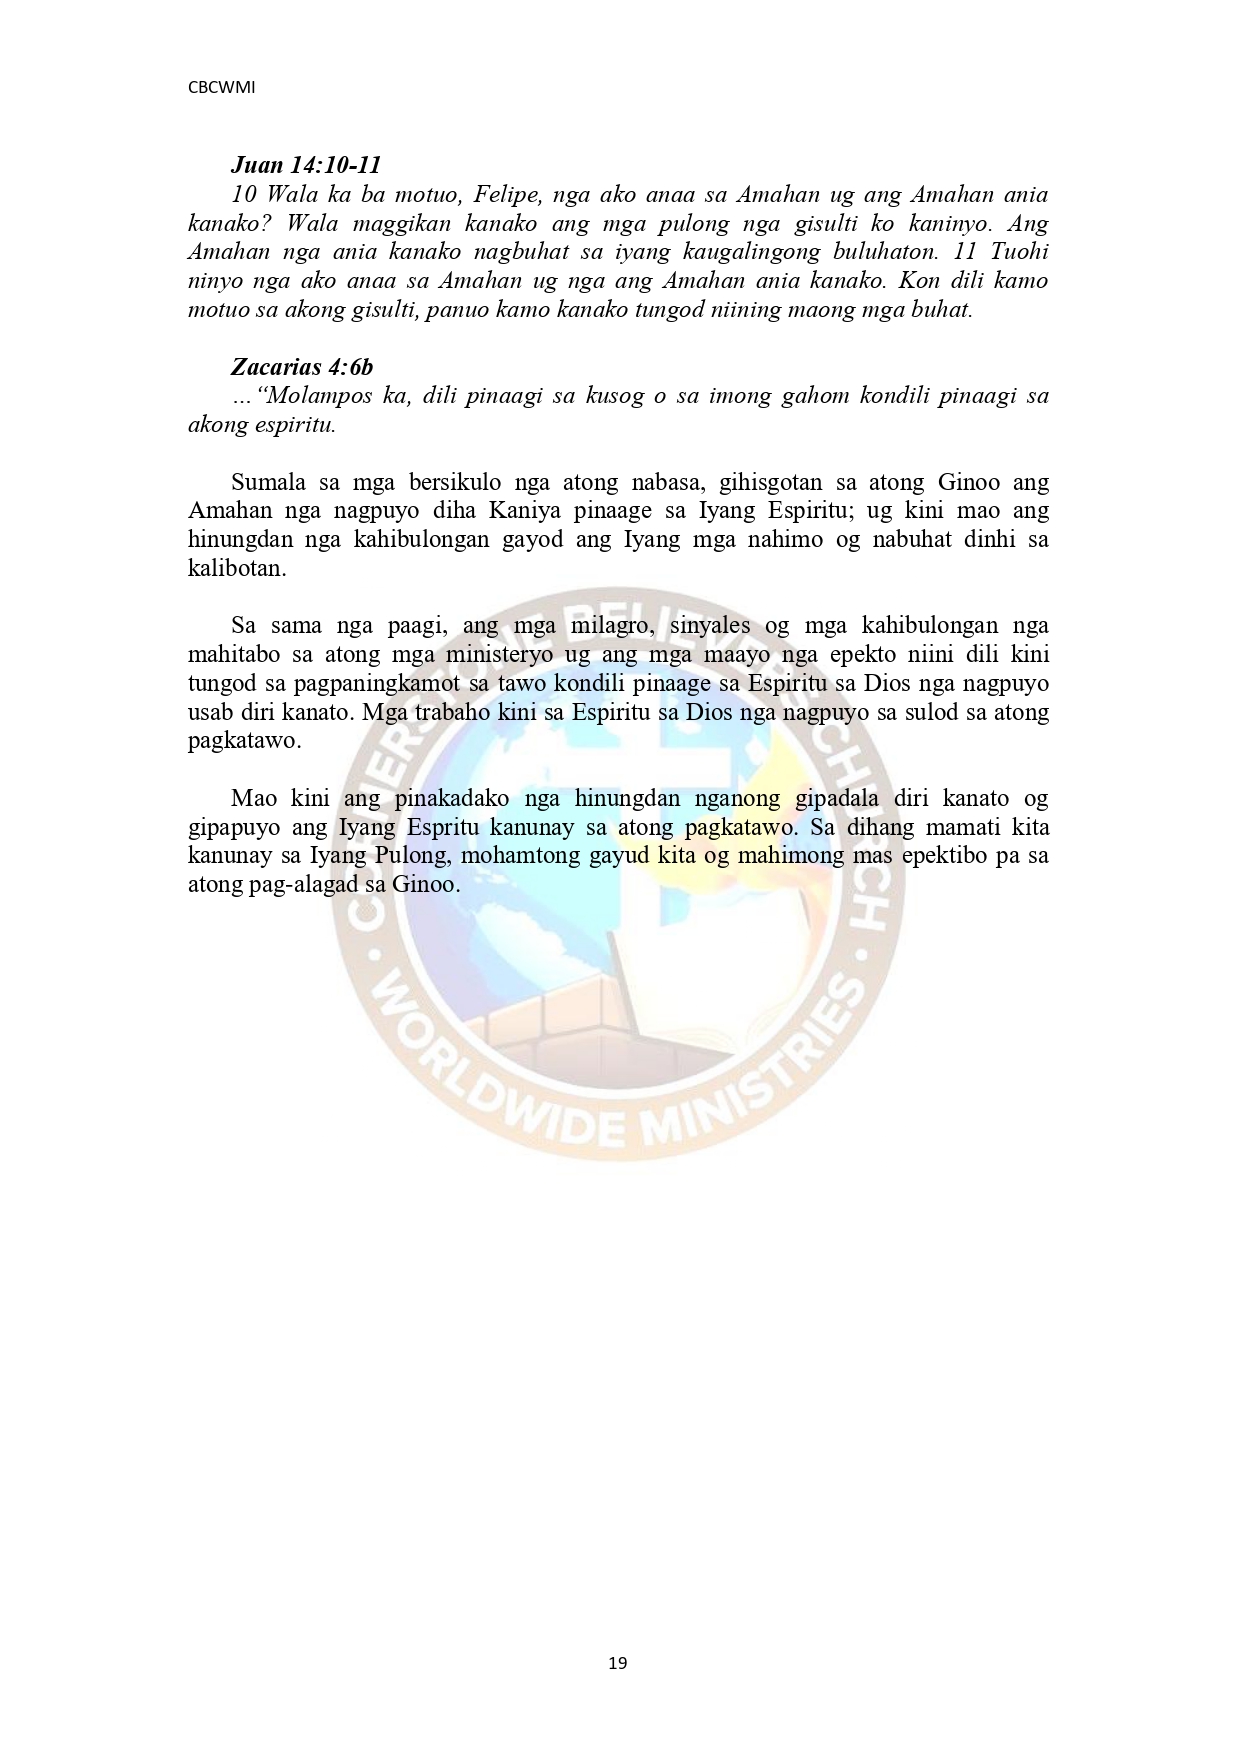 CBCWMI
Juan 14:10-11
10 Wala ka ba motuo, Felipe, nga ako anaa sa Amahan ug ang Amahan ania
kanako? Wala maggikan kanako ang mga pulong nga gisulti ko kaninyo. Ang
Amahan nga ania kanako nagbuhat sa iyang kaugalingong buluhaton. 11 Tuohi
ninyo nga ako anaa sa Amahan ug nga ang Amahan ania kanako. Kon dili kamo
motuo sa akong gisulti, panuo kamo kanako tungod niining maong mga buhat.
Zacarias 4:6b
…“Molampos ka, dili pinaagi sa kusog o sa imong gahom kondili pinaagi sa
akong espiritu.
Sumala sa mga bersikulo nga atong nabasa, gihisgotan sa atong Ginoo ang
Amahan nga nagpuyo diha Kaniya pinaage sa Iyang Espiritu; ug kini mao ang
hinungdan nga kahibulongan gayod ang Iyang mga nahimo og nabuhat dinhi sa
kalibotan.
Sa sama nga paagi, ang mga milagro, sinyales og mga kahibulongan nga
mahitabo sa atong mga ministeryo ug ang mga maayo nga epekto niini dili kini
tungod sa pagpaningkamot sa tawo kondili pinaage sa Espiritu sa Dios nga nagpuyo
usab diri kanato. Mga trabaho kini sa Espiritu sa Dios nga nagpuyo sa sulod sa atong
pagkatawo.
Mao kini ang pinakadako nga hinungdan nganong gipadala diri kanato og
gipapuyo ang Iyang Espritu kanunay sa atong pagkatawo. Sa dihang mamati kita
kanunay sa Iyang Pulong, mohamtong gayud kita og mahimong mas epektibo pa sa
atong pag-alagad sa Ginoo.
CORNERSTONE BELIEVERS CHURCH
• WORLDWIDE MINISTRIES •
19